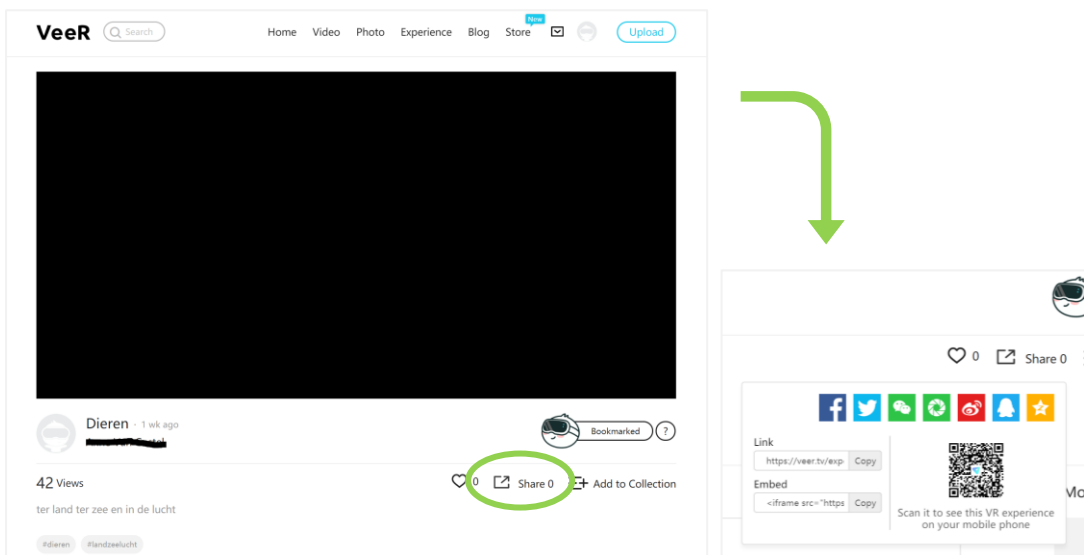 VeeR
Search
Home Video Photo Experience Blog Store New
Upload
Dieren · 1 wk ago
Bookmarked ?
42 Views
0 Share 0 Add to Collection
ter land ter zee en in de lucht
#dieren #landzeelucht
0 Share 0
Link
https://veer.tv/exp Copy
Embed
<iframe src="https Copy
Scan it to see this VR experience
on your mobile phone
Mo